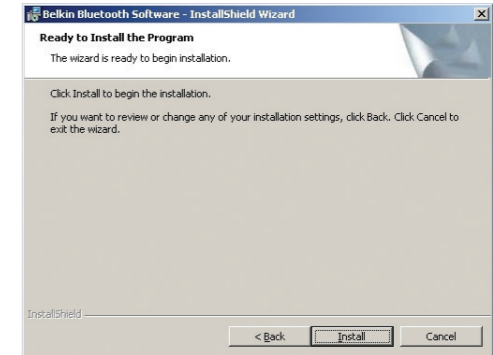 Belkin Bluetooth Software - InstallShield Wizard
Ready to Install the Program
The wizard is ready to begin installation.
Click Install to begin the installation.
If you want to review or change any of your installation settings, click Back. Click Cancel to
exit the wizard.
InstallShield
< Back Install Cancel